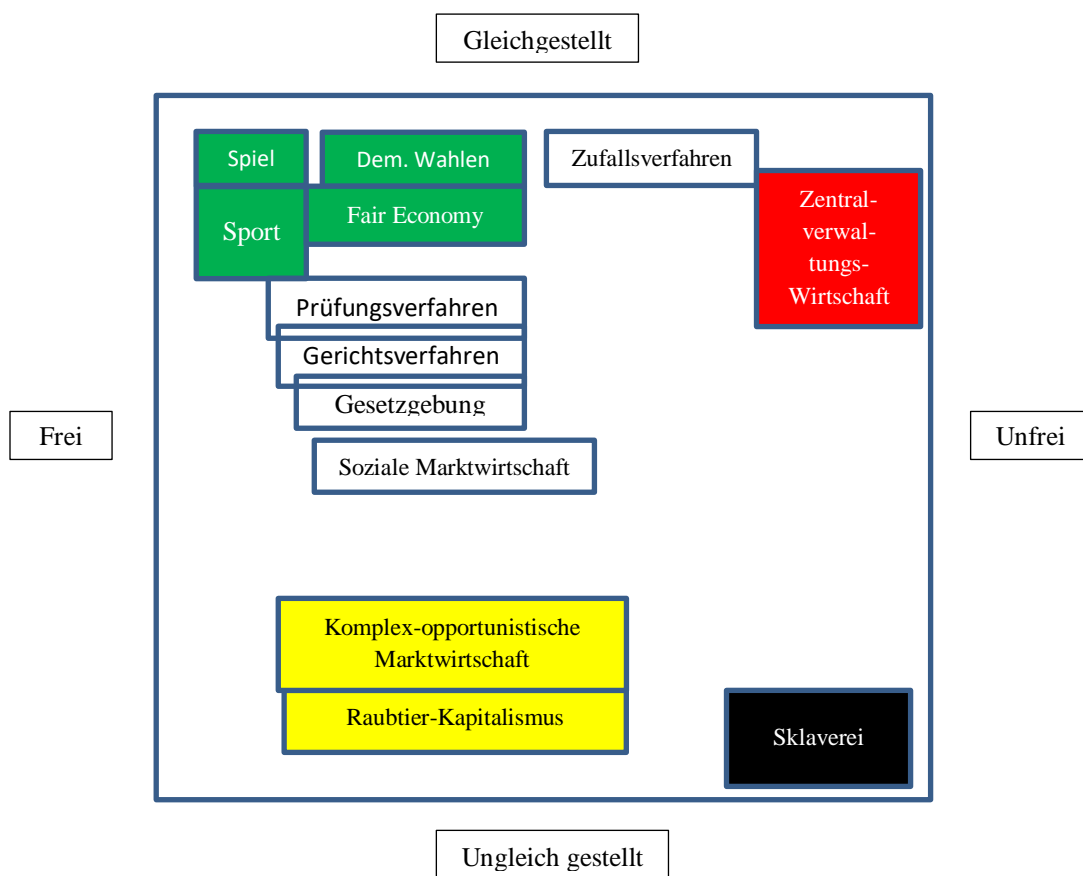 Gleichgestellt
Spiel
Dem. Wahlen
Zufallsverfahren
Sport
Fair Economy
Zentral-
verwal-
tungs-
Wirtschaft
Prüfungsverfahren
Gerichtsverfahren
Gesetzgebung
Frei
Unfrei
Soziale Marktwirtschaft
Komplex-opportunistische
Marktwirtschaft
Raubtier-Kapitalismus
Sklaverei
Ungleich gestellt